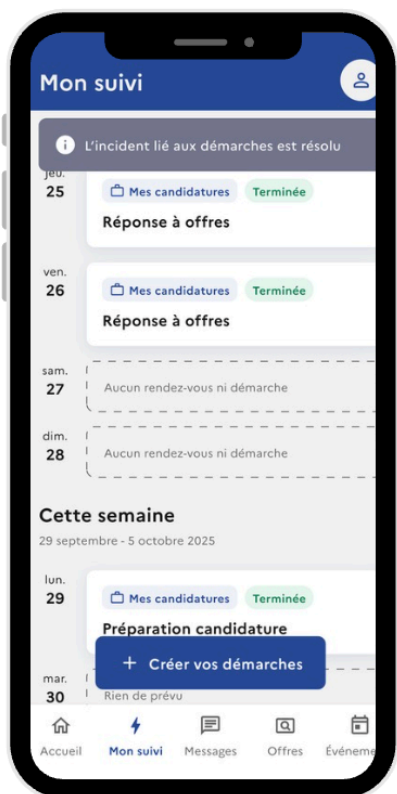 Mon suivi
L'incident lié aux démarches est résolu
jeu.
25
Mes candidatures Terminée
Réponse à offres
ven.
26
Mes candidatures Terminée
Réponse à offres
sam.
27
Aucun rendez-vous ni démarche
dim.
28
Aucun rendez-vous ni démarche
Cette semaine
29 septembre - 5 octobre 2025
lun.
29
Mes candidatures Terminée
Préparation candidature
+ Créer vos démarches
mar.
30
Rien de prévu
Accueil Mon suivi Messages Offres Événeme